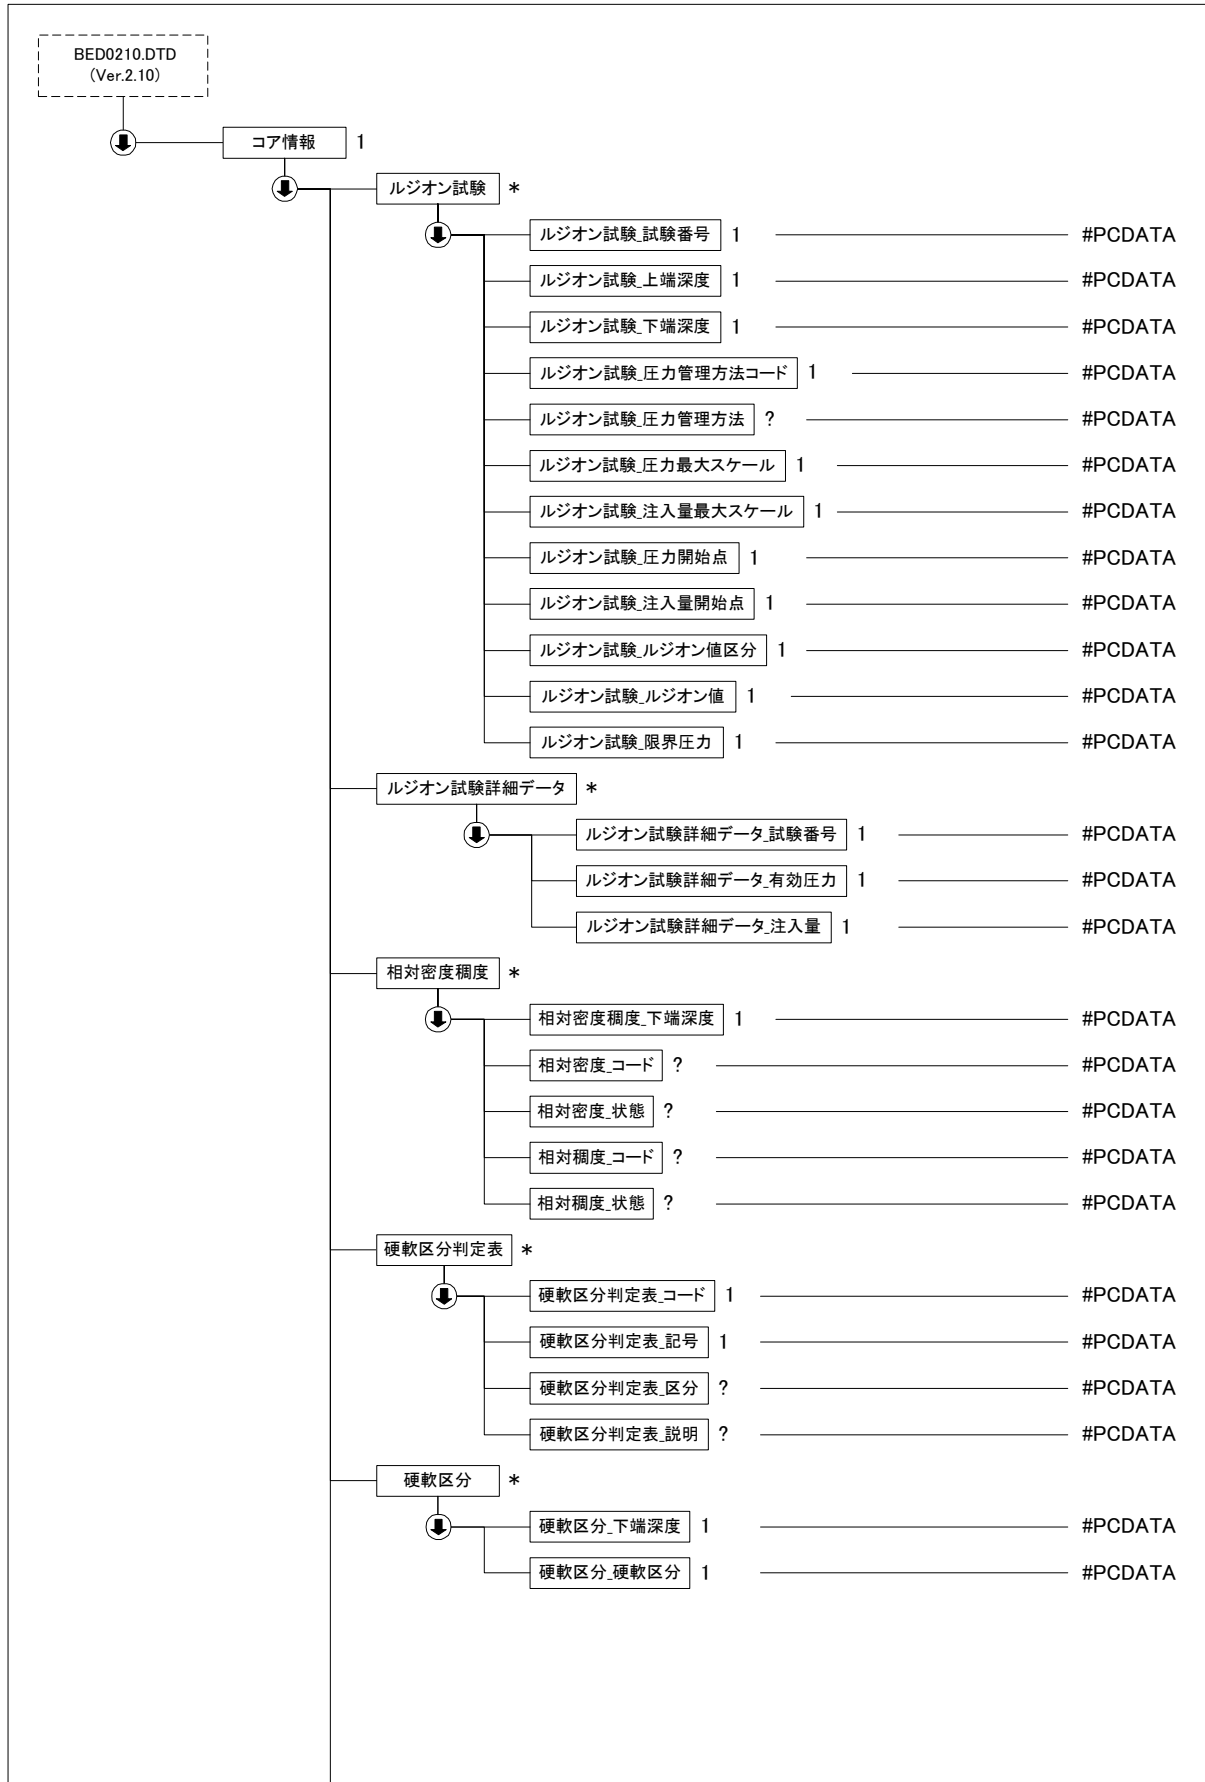 BED0210.DTD
(Ver.2.10)
コア情報 1
ルジオン試験 *
ルジオン試験_試験番号 1 #PCDATA
ルジオン試験_上端深度 1 #PCDATA
ルジオン試験_下端深度 1 #PCDATA
ルジオン試験_圧力管理方法コード 1 #PCDATA
ルジオン試験_圧力管理方法 ? #PCDATA
ルジオン試験_圧力最大スケール 1 #PCDATA
ルジオン試験_注入量最大スケール 1 #PCDATA
ルジオン試験_圧力開始点 1 #PCDATA
ルジオン試験_注入量開始点 1 #PCDATA
ルジオン試験_ルジオン値区分 1 #PCDATA
ルジオン試験_ルジオン値 1 #PCDATA
ルジオン試験_限界圧力 1 #PCDATA
ルジオン試験詳細データ *
ルジオン試験詳細データ_試験番号 1 #PCDATA
ルジオン試験詳細データ_有効圧力 1 #PCDATA
ルジオン試験詳細データ_注入量 1 #PCDATA
相対密度稠度 *
相対密度稠度_下端深度 1 #PCDATA
相対密度_コード ? #PCDATA
相対密度_状態 ? #PCDATA
相対稠度_コード ? #PCDATA
相対稠度_状態 ? #PCDATA
硬軟区分判定表 *
硬軟区分判定表_コード 1 #PCDATA
硬軟区分判定表_記号 1 #PCDATA
硬軟区分判定表_区分 ? #PCDATA
硬軟区分判定表_説明 ? #PCDATA
硬軟区分 *
硬軟区分_下端深度 1 #PCDATA
硬軟区分_硬軟区分 1 #PCDATA